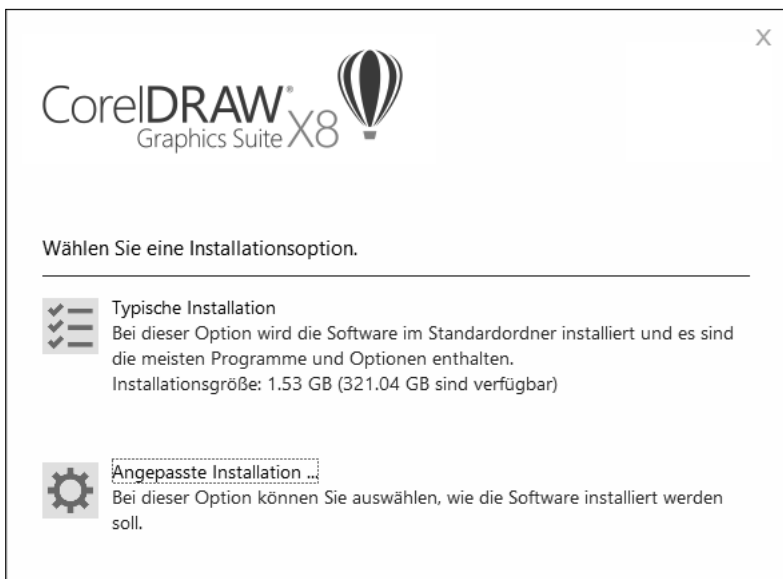 X
CorelDRAW®
Graphics Suite X8
Wählen Sie eine Installationsoption.
Typische Installation
Bei dieser Option wird die Software im Standardordner installiert und es sind
die meisten Programme und Optionen enthalten.
Installationsgröße: 1.53 GB (321.04 GB sind verfügbar)
Angepasste Installation ...
Bei dieser Option können Sie auswählen, wie die Software installiert werden
soll.